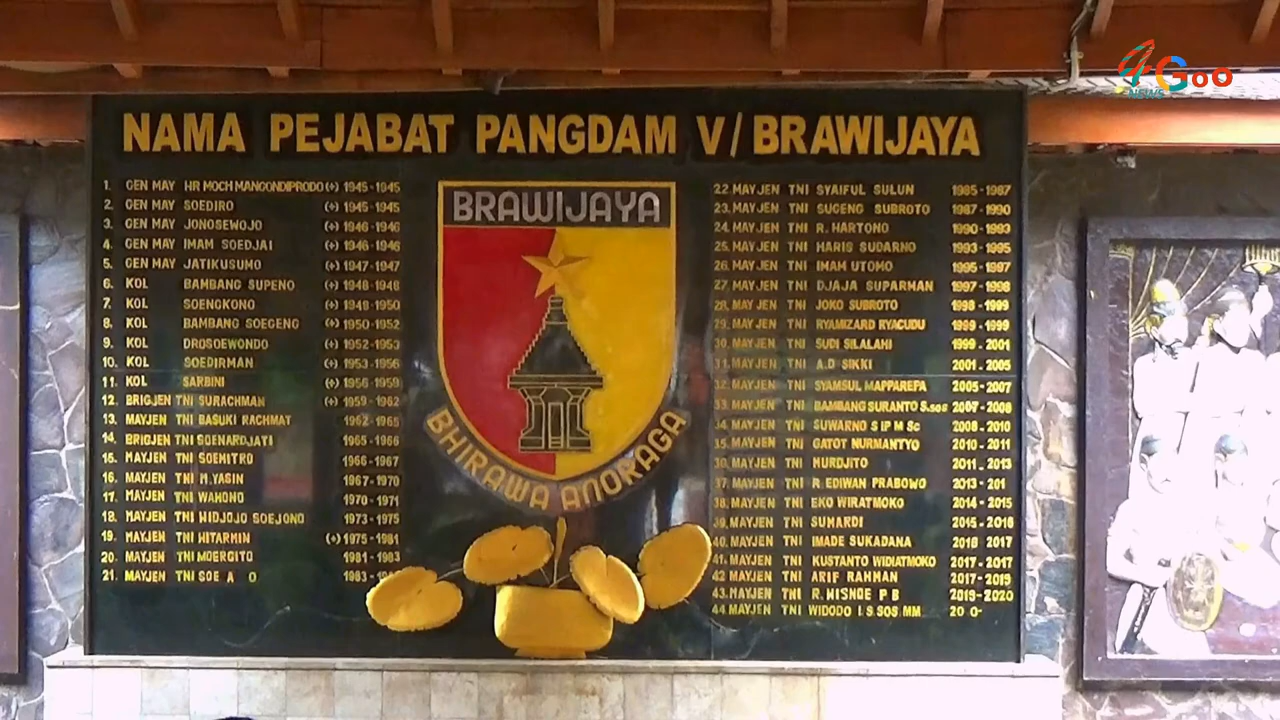 4Goo
NEWS
NAMA PEJABAT PANGDAM V/BRAWIJAYA
1. GEN MAY HR MOCH MANGONDIPRODO (+) 1945-1945
2. GEN MAY SOEDIRO (+) 1945-1945
3. GEN MAY JONOSEWOJO (+) 1946-1946
4. GEN MAY IMAM SOEDJAI (+) 1946-1946
5. GEN MAY JATIKUSUMO (+) 1947-1947
6. KOL BAMBANG SUPENO (+) 1948-1948
7. KOL SOENGKONO (+) 1948-1950
8. KOL BAMBANG SOEGENG (+) 1950-1952
9. KOL DROSOEWONDO (+) 1952-1953
10. KOL SOEDIRMAN (+) 1953-1956
11. KOL SARBINI (+) 1956-1959
12. BRIGJEN TNI SURACHMAN (+) 1959-1962
13. MAYJEN TNI BASUKI RACHMAT 1962-1965
14. BRIGJEN TNI SOENARDJATI 1965-1966
15. MAYJEN TNI SOEMITRO 1966-1967
16. MAYJEN TNI M.YASIN 1967-1970
17. MAYJEN TNI WAHONO 1970-1971
18. MAYJEN TNI WIDJOJO SOEJONO 1973-1975
19. MAYJEN TNI WITARMIN (+) 1975-1981
20. MAYJEN TNI MOERGITO 1981-1983
21. MAYJEN TNI SOE A O 1983-
BRAWIJAYA
BHIRAWA ANORAGA
22. MAYJEN TNI SYAIFUL SULUN 1985-1987
23. MAYJEN TNI SUGENG SUBROTO 1987-1990
24. MAYJEN TNI R. HARTONO 1990-1993
25. MAYJEN TNI HARIS SUDARNO 1993-1995
26. MAYJEN TNI IMAM UTOMO 1995-1997
27. MAYJEN TNI DJAJA SUPARMAN 1997-1998
28. MAYJEN TNI JOKO SUBROTO 1998-1999
29. MAYJEN TNI RYAMIZARD RYACUDU 1999-1999
30. MAYJEN TNI SUDI SILALAHI 1999-2001
31. MAYJEN TNI A.D SIKKI 2001-2005
32. MAYJEN TNI SYAMSUL MAPPAREPA 2005-2007
33. MAYJEN TNI BAMBANG SURANTO S.sos 2007-2008
34. MAYJEN TNI SUWARNO S IP M Sc 2008-2010
35. MAYJEN TNI GATOT NURMANTYO 2010-2011
MAYJEN TNI NURDJITO 2011-2013
37. MAYJEN TNI R. EDIWAN PRABOWO 2013-201
38. MAYJEN TNI EKO WIRATMOKO 2014-2015
39. MAYJEN TNI SUMARDI 2015-2016
40. MAYJEN TNI IMADE SUKADANA 2016 2017
41. MAYJEN TNI KUSTANTO WIDIATMOKO 2017-2017
42 MAYJEN TNI ARIF RAHMAN 2017-2019
43. MAYJEN TNI R. WISNOE P B 2019-2020
44. MAYJEN TNI WIDODO I.S.SOS.MM 20 0-